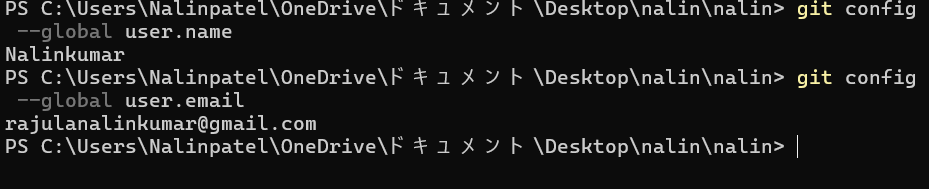 PS C:\Users\Nalinpatel\OneDrive\ドキュメント\Desktop\nalin\nalin> git config
 --global user.name
Nalinkumar
PS C:\Users\Nalinpatel\OneDrive\ドキュメント\Desktop\nalin\nalin> git config
 --global user.email
rajulanalinkumar@gmail.com
PS C:\Users\Nalinpatel\OneDrive\ドキュメント\Desktop\nalin\nalin>